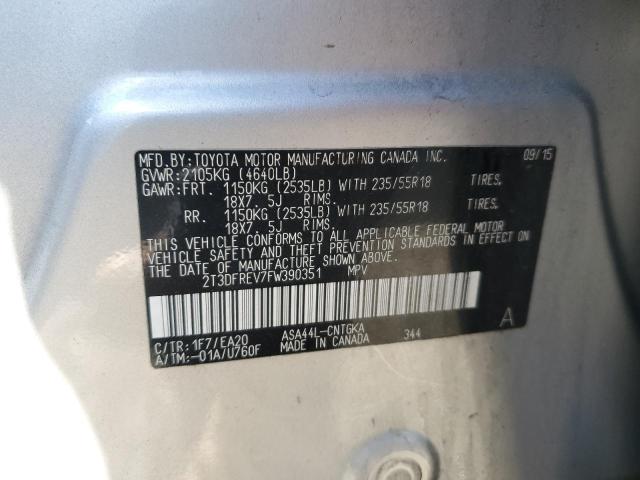 MFD. BY: TOYOTA MOTOR MANUFACTURING CANADA INC. 09/15
GVWR: 2105KG (4640LB)
GAWR: FRT. 1150KG (2535LB) WITH 235/55R18 TIRES.
18X7. 5J RIMS.
RR. 1150KG (2535LB) WITH 235/55R18 TIRES.
18X7. 5J RIMS.
THIS VEHICLE CONFORMS TO ALL APPLICABLE FEDERAL MOTOR
VEHICLE SAFETY AND THEFT PREVENTION STANDARDS IN EFFECT ON
THE DATE OF MANUFACTURE SHOWN ABOVE.
2T3DFREV7FW390351 MPV
C/TR: 1F7/EA20 ASA44L-CNTGKA 344 A
A/TM: -01A/U760F MADE IN CANADA